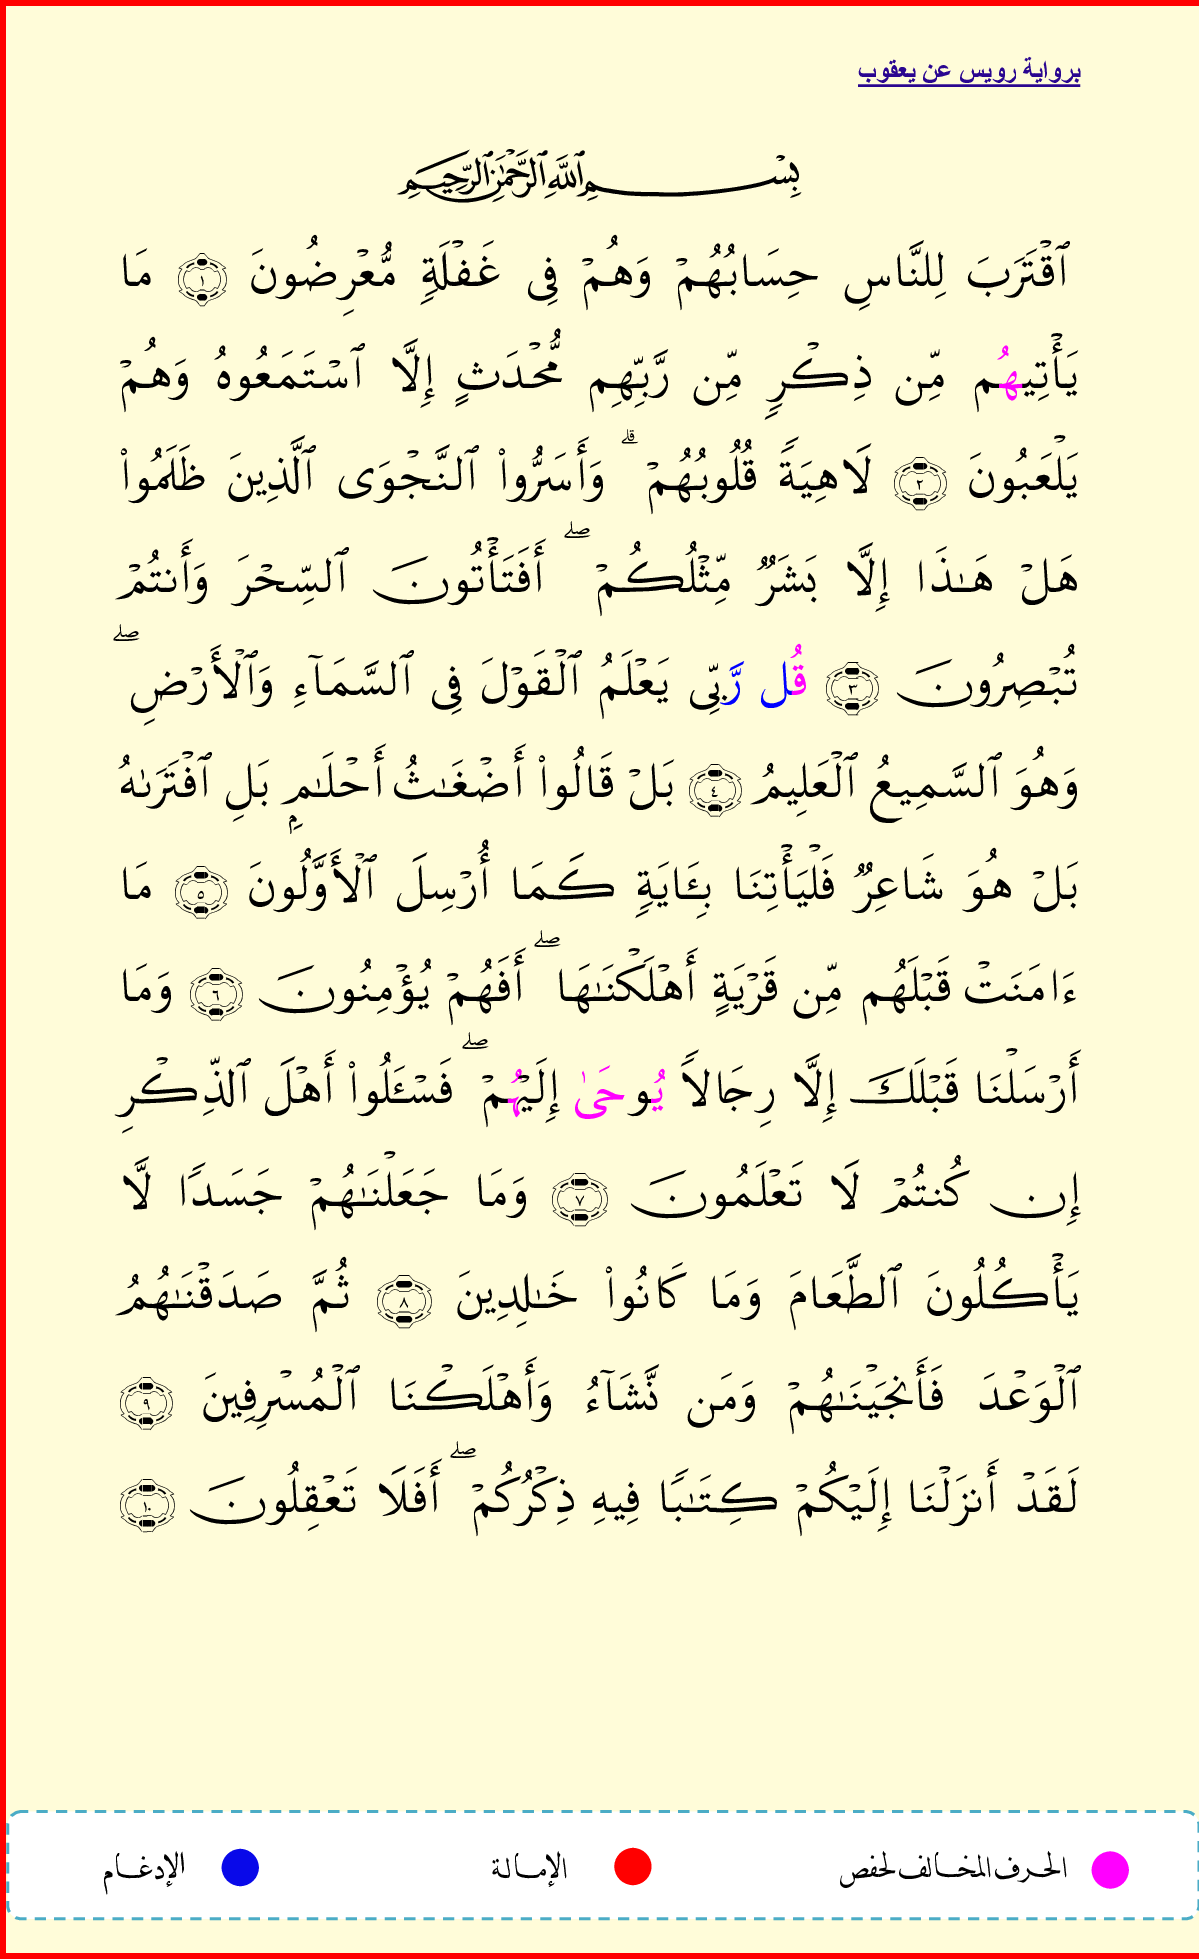 برواية رويس عن يعقوب
بِسْمِ ٱللَّهِ ٱلرَّحْمَٰنِ ٱلرَّحِيمِ
ٱقْتَرَبَ لِلنَّاسِ حِسَابُهُمْ وَهُمْ فِى غَفْلَةٍ مُّعْرِضُونَ ١ مَا
يَأْتِيهُم مِّن ذِكْرٍ مِّن رَّبِّهِم مُّحْدَثٍ إِلَّا ٱسْتَمَعُوهُ وَهُمْ
يَلْعَبُونَ ٢ لَاهِيَةً قُلُوبُهُمْ ۗ وَأَسَرُّوا۟ ٱلنَّجْوَى ٱلَّذِينَ ظَلَمُوا۟
هَلْ هَـٰذَا إِلَّا بَشَرٌ مِّثْلُكُمْ ۖ أَفَتَأْتُونَ ٱلسِّحْرَ وَأَنتُمْ
تُبْصِرُونَ ٣ قُل رَّبِّى يَعْلَمُ ٱلْقَوْلَ فِى ٱلسَّمَآءِ وَٱلْأَرْضِ ۖ
وَهُوَ ٱلسَّمِيعُ ٱلْعَلِيمُ ٤ بَلْ قَالُوا۟ أَضْغَـٰثُ أَحْلَـٰمٍۭ بَلِ ٱفْتَرَىٰهُ
بَلْ هُوَ شَاعِرٌ فَلْيَأْتِنَا بِـَٔايَةٍ كَمَا أُرْسِلَ ٱلْأَوَّلُونَ ٥ مَا
ءَامَنَتْ قَبْلَهُم مِّن قَرْيَةٍ أَهْلَكْنَـٰهَا ۖ أَفَهُمْ يُؤْمِنُونَ ٦ وَمَا
أَرْسَلْنَا قَبْلَكَ إِلَّا رِجَالاً يُوحَىٰ إِلَيْهُمْ ۖ فَسْـَٔلُوا۟ أَهْلَ ٱلذِّكْرِ
إِن كُنتُمْ لَا تَعْلَمُونَ ٧ وَمَا جَعَلْنَـٰهُمْ جَسَدًا لَّا
يَأْكُلُونَ ٱلطَّعَامَ وَمَا كَانُوا۟ خَـٰلِدِينَ ٨ ثُمَّ صَدَقْنَـٰهُمُ
ٱلْوَعْدَ فَأَنجَيْنَـٰهُمْ وَمَن نَّشَآءُ وَأَهْلَكْنَا ٱلْمُسْرِفِينَ ٩
لَقَدْ أَنزَلْنَا إِلَيْكُمْ كِتَـٰبًا فِيهِ ذِكْرُكُمْ ۖ أَفَلَا تَعْقِلُونَ ١٠
الحرف المخالف لحفص الإمالة الإدغام